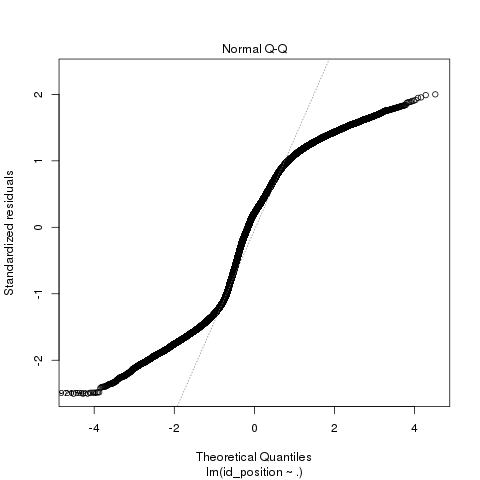 Normal Q-Q
Standardized residuals
2
1
0
-1
-2
-4
-2
0
2
4
Theoretical Quantiles
lm(id_position ~ .)